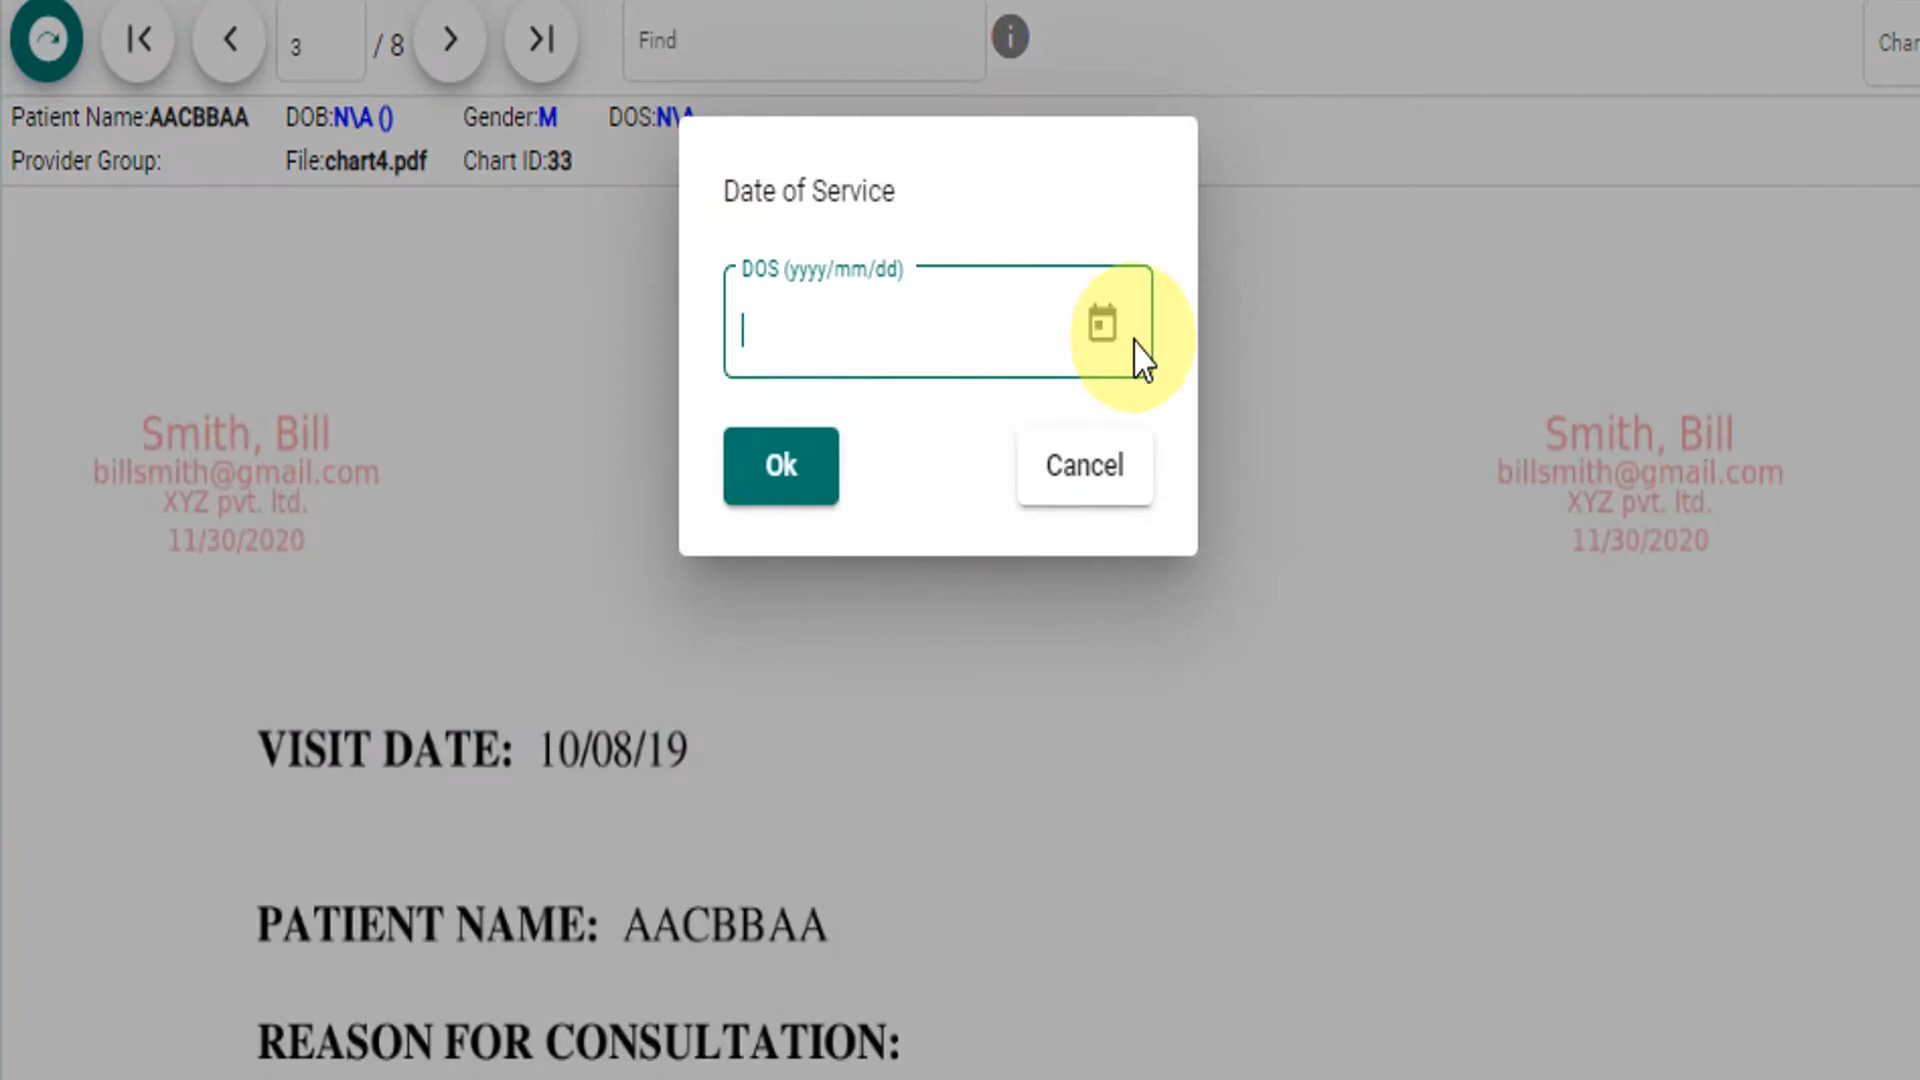 3 / 8 Find Char
Patient Name:AACBBAA DOB:N\A () Gender:M DOS:N\A
Provider Group: File:chart4.pdf Chart ID:33
Date of Service
DOS (yyyy/mm/dd)
Ok Cancel
Smith, Bill
billsmith@gmail.com
XYZ pvt. ltd.
11/30/2020
Smith, Bill
billsmith@gmail.com
XYZ pvt. ltd.
11/30/2020
VISIT DATE: 10/08/19
PATIENT NAME: AACBBAA
REASON FOR CONSULTATION: